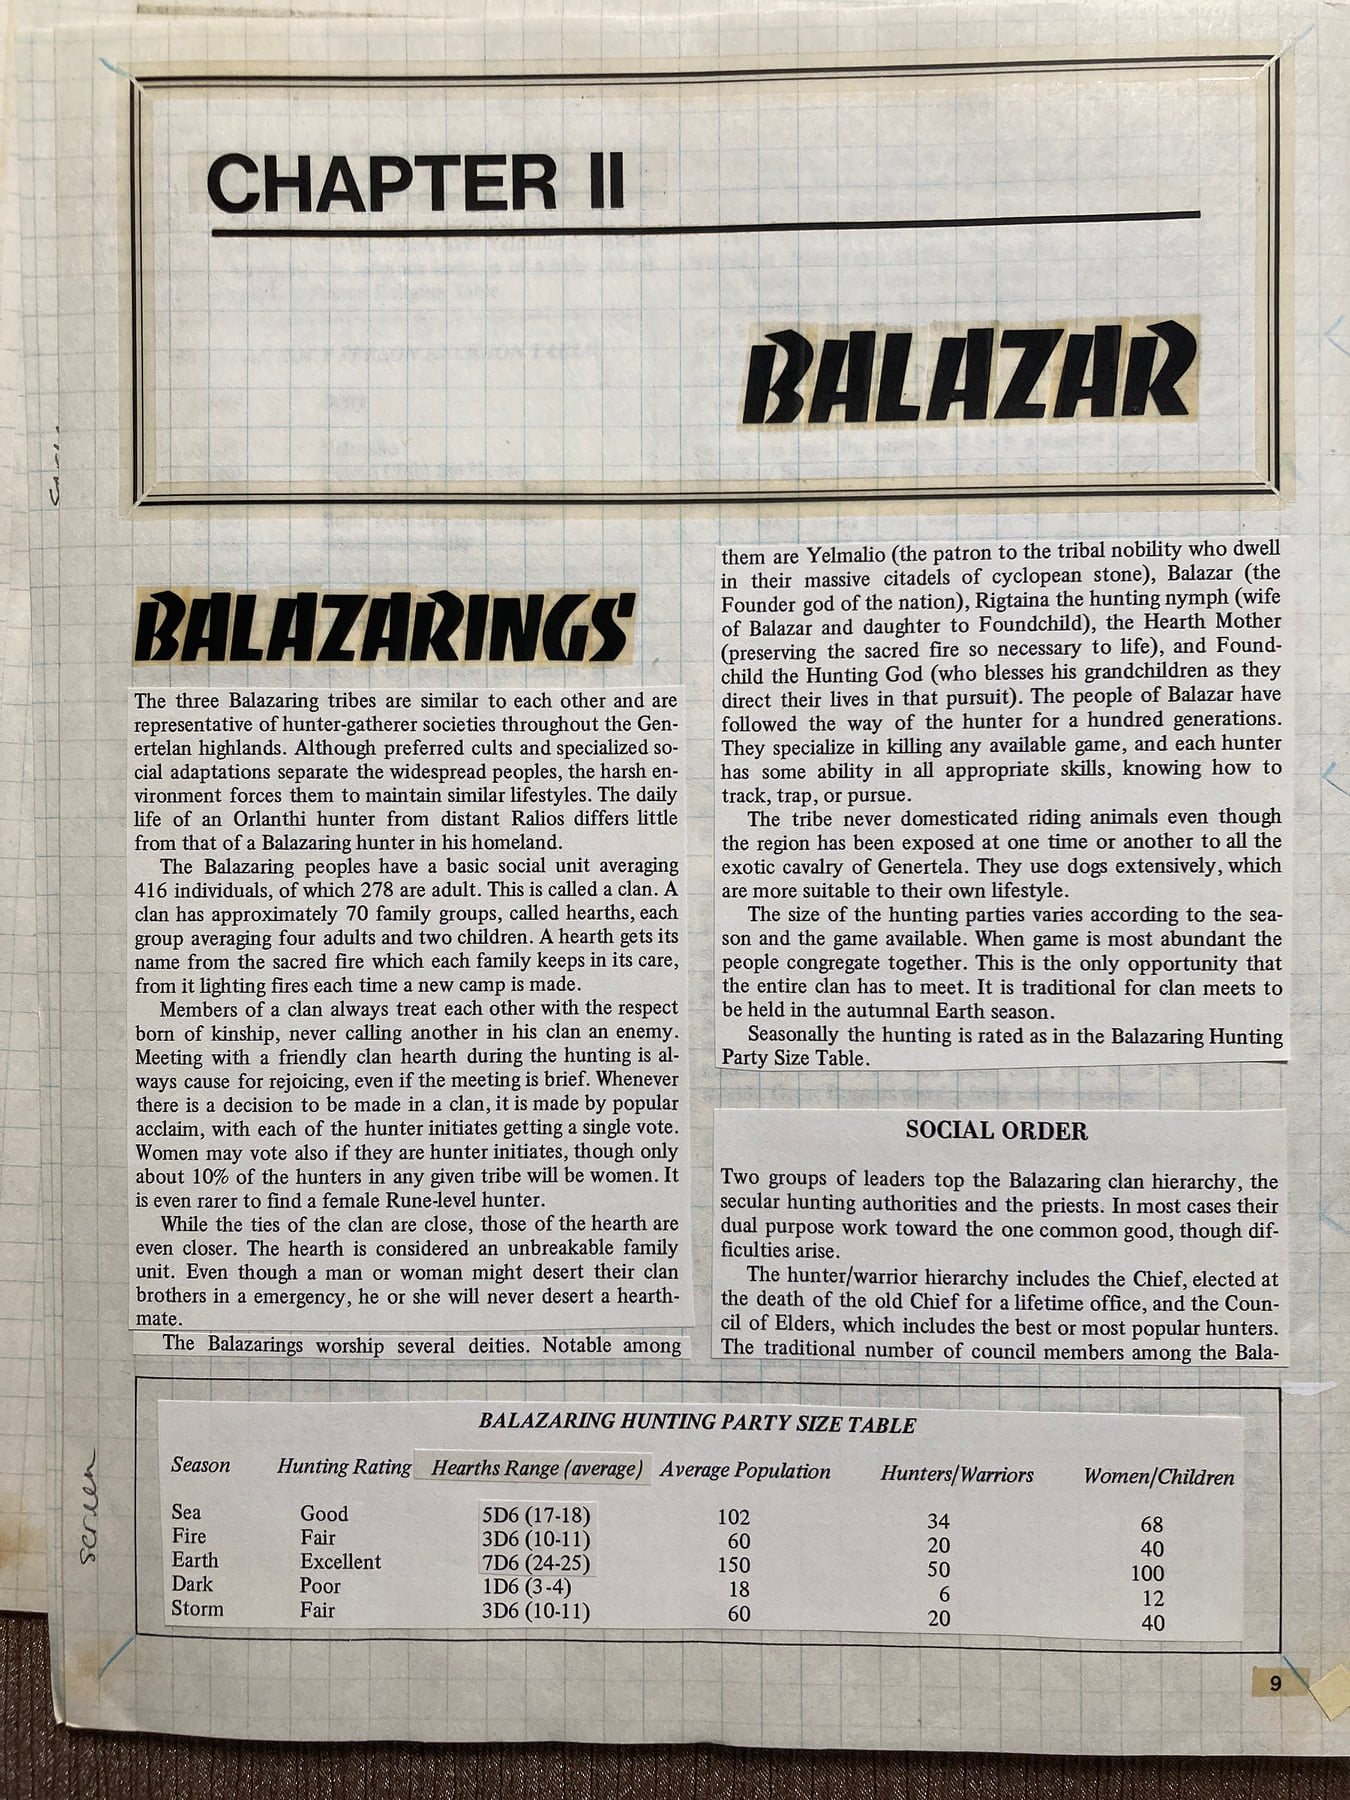 CHAPTER II
BALAZAR
BALAZARINGS
The three Balazaring tribes are similar to each other and are
representative of hunter-gatherer societies throughout the Gen-
ertelan highlands. Although preferred cults and specialized so-
cial adaptations separate the widespread peoples, the harsh en-
vironment forces them to maintain similar lifestyles. The daily
life of an Orlanthi hunter from distant Ralios differs little
from that of a Balazaring hunter in his homeland.
The Balazaring peoples have a basic social unit averaging
416 individuals, of which 278 are adult. This is called a clan. A
clan has approximately 70 family groups, called hearths, each
group averaging four adults and two children. A hearth gets its
name from the sacred fire which each family keeps in its care,
from it lighting fires each time a new camp is made.
Members of a clan always treat each other with the respect
born of kinship, never calling another in his clan an enemy.
Meeting with a friendly clan hearth during the hunting is al-
ways cause for rejoicing, even if the meeting is brief. Whenever
there is a decision to be made in a clan, it is made by popular
acclaim, with each of the hunter initiates getting a single vote.
Women may vote also if they are hunter initiates, though only
about 10% of the hunters in any given tribe will be women. It
is even rarer to find a female Rune-level hunter.
While the ties of the clan are close, those of the hearth are
even closer. The hearth is considered an unbreakable family
unit. Even though a man or woman might desert their clan
brothers in a emergency, he or she will never desert a hearth-
mate.
The Balazarings worship several deities. Notable among
them are Yelmalio (the patron to the tribal nobility who dwell
in their massive citadels of cyclopean stone), Balazar (the
Founder god of the nation), Rigtaina the hunting nymph (wife
of Balazar and daughter to Foundchild), the Hearth Mother
(preserving the sacred fire so necessary to life), and Found-
child the Hunting God (who blesses his grandchildren as they
direct their lives in that pursuit). The people of Balazar have
followed the way of the hunter for a hundred generations.
They specialize in killing any available game, and each hunter
has some ability in all appropriate skills, knowing how to
track, trap, or pursue.
The tribe never domesticated riding animals even though
the region has been exposed at one time or another to all the
exotic cavalry of Genertela. They use dogs extensively, which
are more suitable to their own lifestyle.
The size of the hunting parties varies according to the sea-
son and the game available. When game is most abundant the
people congregate together. This is the only opportunity that
the entire clan has to meet. It is traditional for clan meets to
be held in the autumnal Earth season.
Seasonally the hunting is rated as in the Balazaring Hunting
Party Size Table.
SOCIAL ORDER
Two groups of leaders top the Balazaring clan hierarchy, the
secular hunting authorities and the priests. In most cases their
dual purpose work toward the one common good, though dif-
ficulties arise.
The hunter/warrior hierarchy includes the Chief, elected at
the death of the old Chief for a lifetime office, and the Coun-
cil of Elders, which includes the best or most popular hunters.
The traditional number of council members among the Bala-
BALAZARING HUNTING PARTY SIZE TABLE
Season Hunting Rating Hearths Range (average) Average Population Hunters/Warriors Women/Children
Sea Good 5D6 (17-18) 102 34 68
Fire Fair 3D6 (10-11) 60 20 40
Earth Excellent 7D6 (24-25) 150 50 100
Dark Poor 1D6 (3-4) 18 6 12
Storm Fair 3D6 (10-11) 60 20 40
screen
9